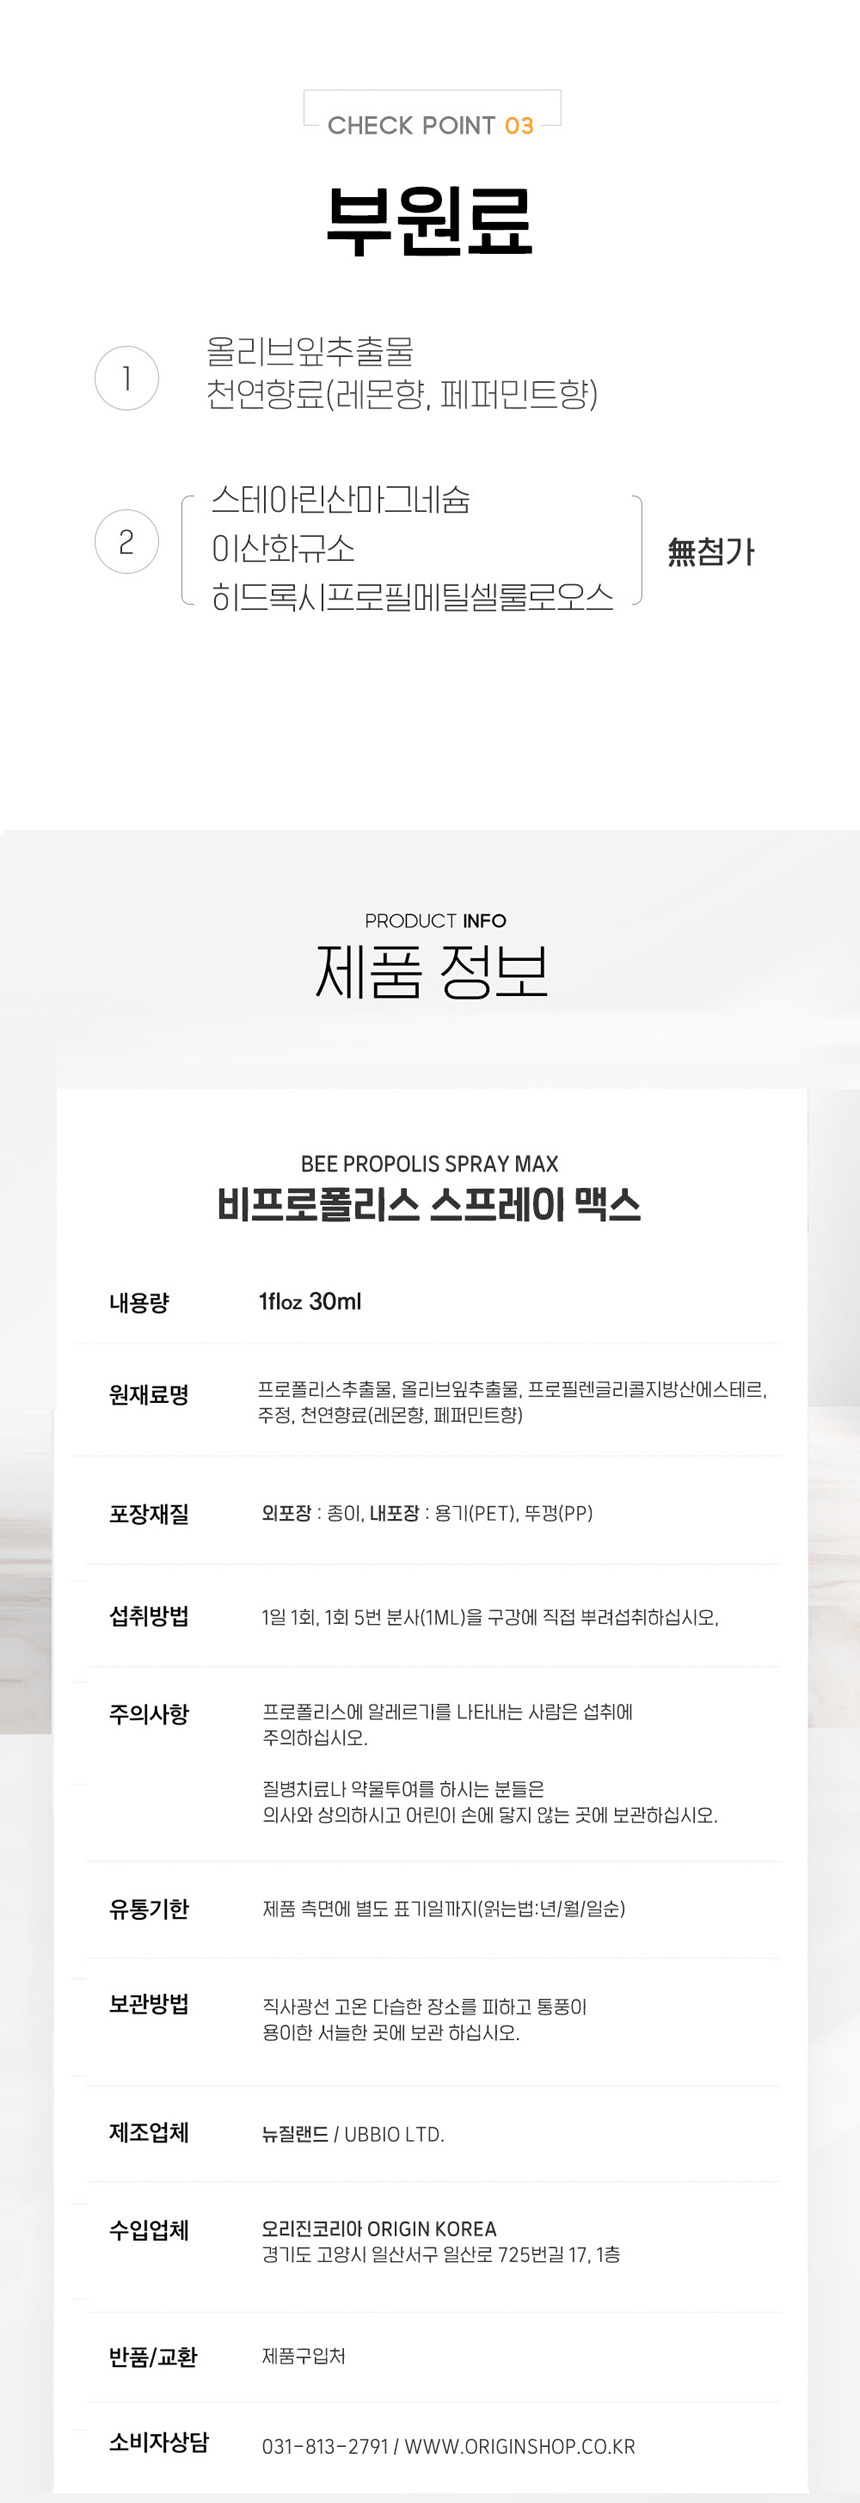 CHECK POINT 03
부원료
1
올리브잎추출물
천연향료(레몬향, 페퍼민트향)
2
스테아린산마그네슘
이산화규소
히드록시프로필메틸셀룰로오스
無첨가
PRODUCT INFO
제품 정보
BEE PROPOLIS SPRAY MAX
비프로폴리스 스프레이 맥스
내용량
1floz 30ml
원재료명
프로폴리스추출물, 올리브잎추출물, 프로필렌글리콜지방산에스테르,
주정, 천연향료(레몬향, 페퍼민트향)
포장재질
외포장 : 종이, 내포장 : 용기(PET), 뚜껑(PP)
섭취방법
1일 1회, 1회 5번 분사(1ML)을 구강에 직접 뿌려섭취하십시오,
주의사항
프로폴리스에 알레르기를 나타내는 사람은 섭취에
주의하십시오.
질병치료나 약물투여를 하시는 분들은
의사와 상의하시고 어린이 손에 닿지 않는 곳에 보관하십시오.
유통기한
제품 측면에 별도 표기일까지(읽는법:년/월/일순)
보관방법
직사광선 고온 다습한 장소를 피하고 통풍이
용이한 서늘한 곳에 보관 하십시오.
제조업체
뉴질랜드 / UBBIO LTD.
수입업체
오리진코리아 ORIGIN KOREA
경기도 고양시 일산서구 일산로 725번길 17, 1층
반품/교환
제품구입처
소비자상담
031-813-2791 / WWW.ORIGINSHOP.CO.KR